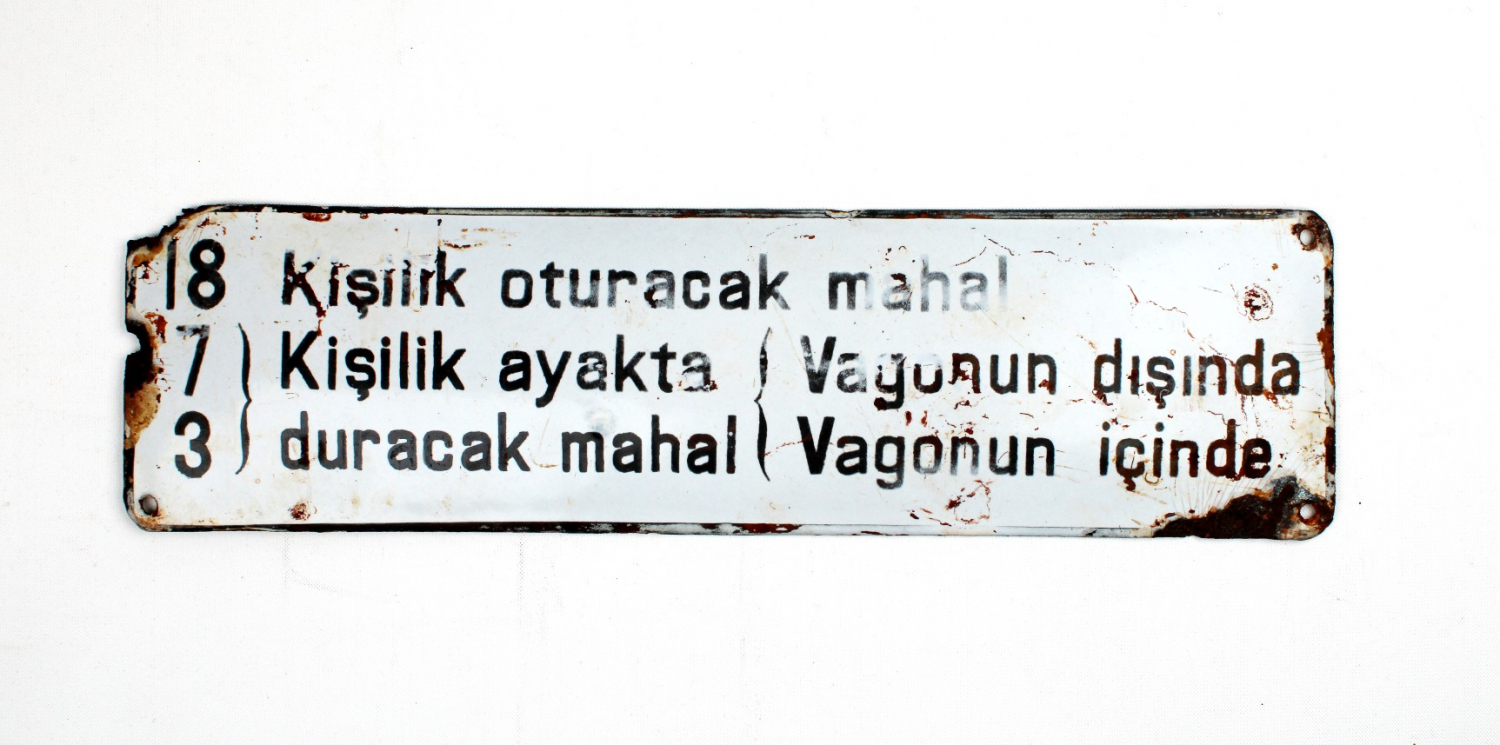 18 Kişilik oturacak mahal
7 } Kişilik ayakta { Vagonun dışında
3 } duracak mahal { Vagonun içinde